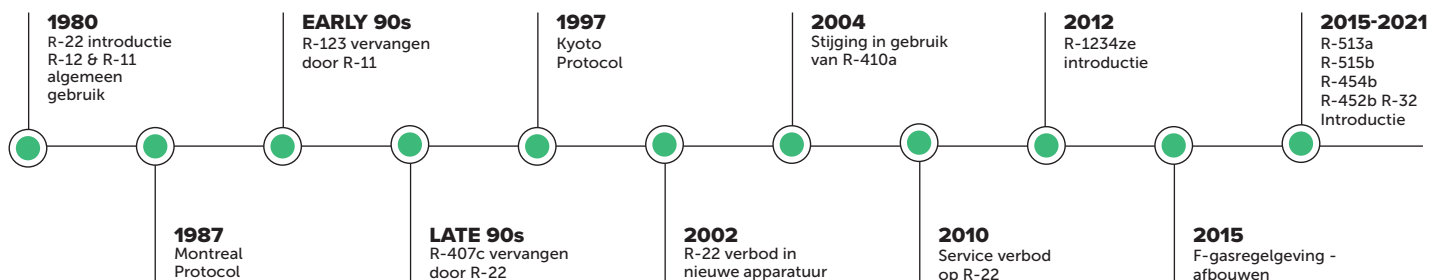 1980
R-22 introductie
R-12 & R-11
algemeen
gebruik
1987
Montreal
Protocol
EARLY 90s
R-123 vervangen
door R-11
LATE 90s
R-407c vervangen
door R-22
1997
Kyoto
Protocol
2002
R-22 verbod in
nieuwe apparatuur
2004
Stijging in gebruik
van R-410a
2010
Service verbod
op R-22
2012
R-1234ze
introductie
2015
F-gasregelgeving -
afbouwen
2015-2021
R-513a
R-515b
R-454b
R-452b R-32
Introductie